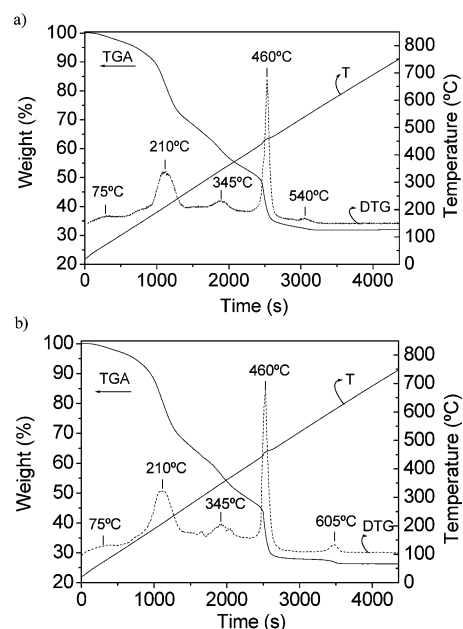 a)
100
90
80
70
60
50
40
30
20
Weight (%)
TGA
75ºC
210ºC
345ºC
460ºC
540ºC
T
DTG
800
700
600
500
400
300
200
100
0
Temperature (ºC)
0 1000 2000 3000 4000
Time (s)
b)
100
90
80
70
60
50
40
30
20
Weight (%)
TGA
75ºC
210ºC
345ºC
460ºC
605ºC
T
DTG
800
700
600
500
400
300
200
100
0
Temperature (ºC)
0 1000 2000 3000 4000
Time (s)